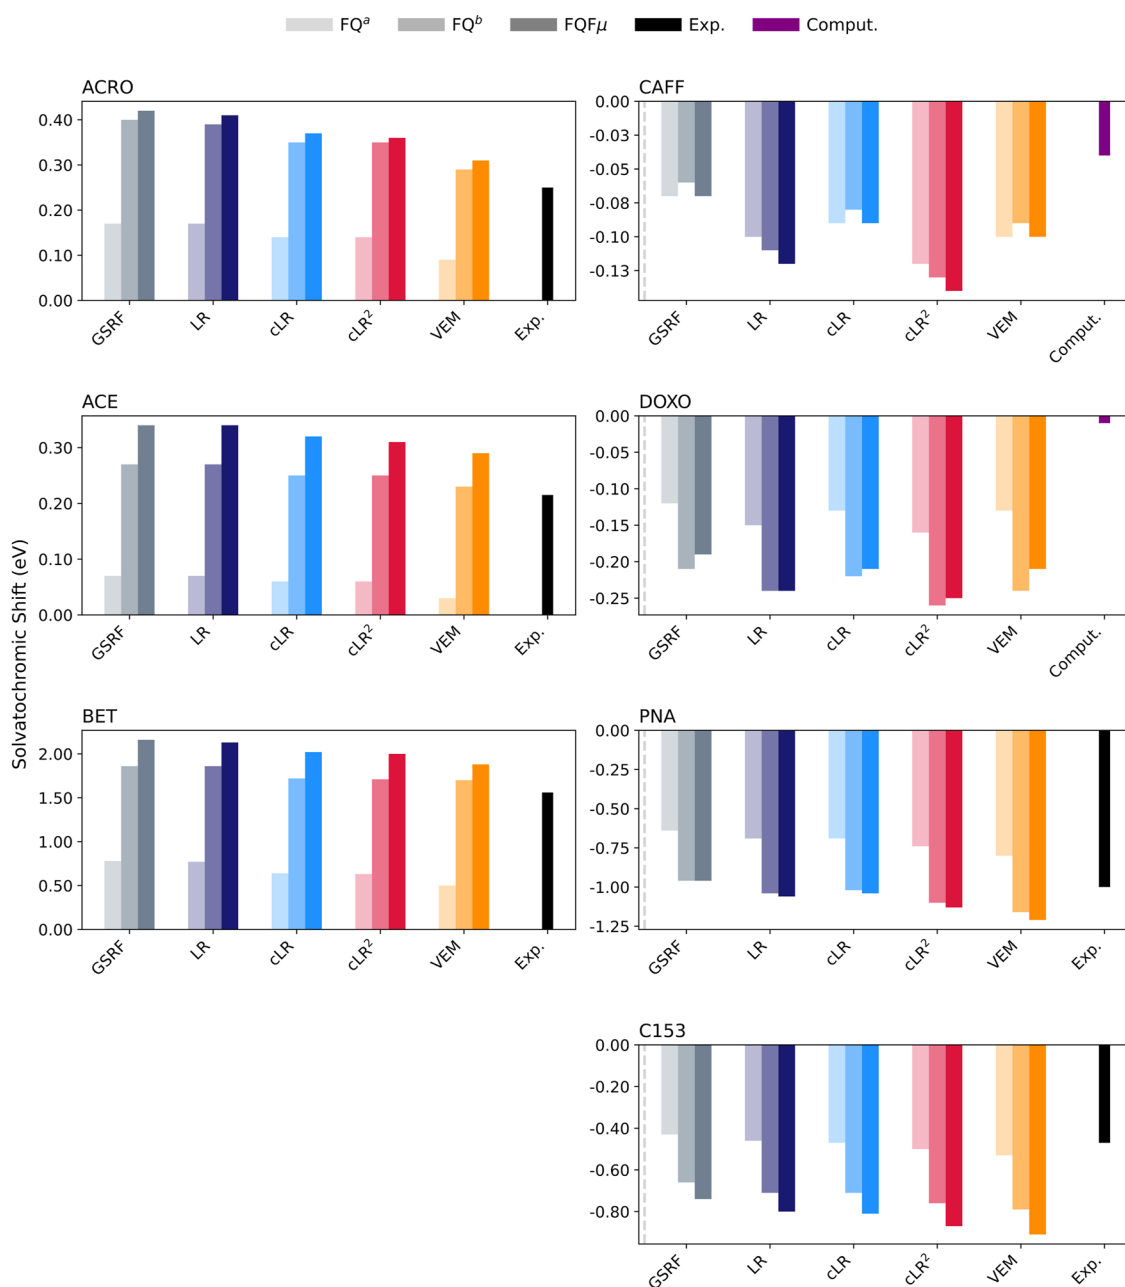 FQᵃ FQᵇ FQFμ Exp. Comput.
Solvatochromic Shift (eV)
ACRO
0.40
0.30
0.20
0.10
0.00
GSRF LR cLR cLR² VEM Exp.
CAFF
0.00
-0.03
-0.05
-0.08
-0.10
-0.13
GSRF LR cLR cLR² VEM Comput.
ACE
0.30
0.20
0.10
0.00
GSRF LR cLR cLR² VEM Exp.
DOXO
0.00
-0.05
-0.10
-0.15
-0.20
-0.25
GSRF LR cLR cLR² VEM Comput.
BET
2.00
1.50
1.00
0.50
0.00
GSRF LR cLR cLR² VEM Exp.
PNA
0.00
-0.25
-0.50
-0.75
-1.00
-1.25
GSRF LR cLR cLR² VEM Exp.
C153
0.00
-0.20
-0.40
-0.60
-0.80
GSRF LR cLR cLR² VEM Exp.